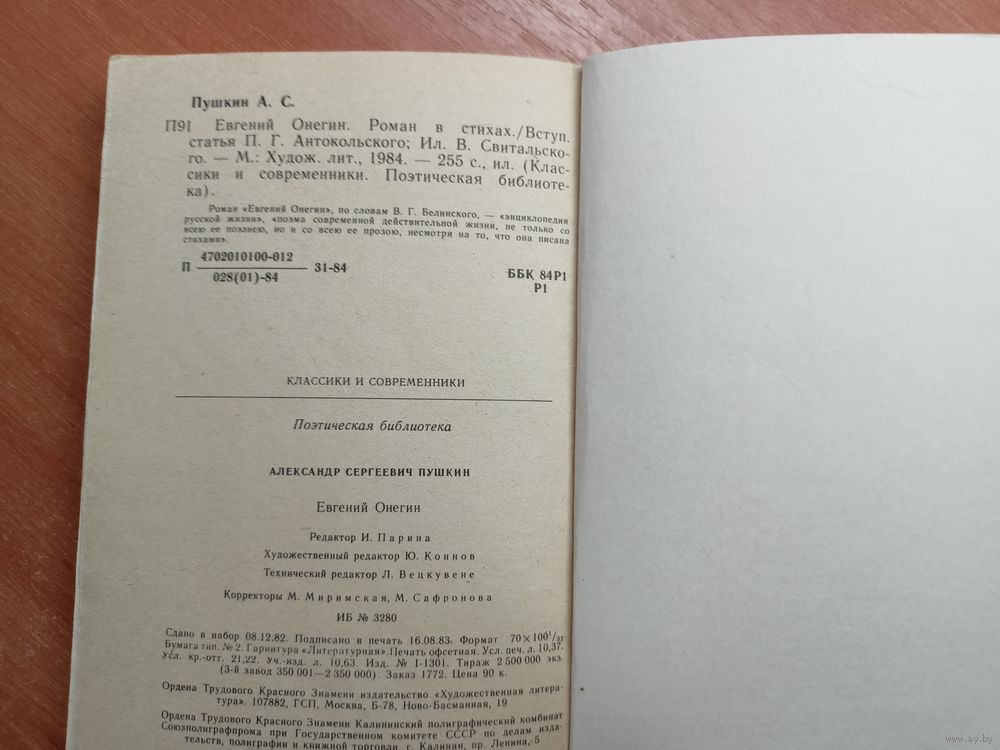 Пушкин А. С.
П91 Евгений Онегин. Роман в стихах./Вступ.
статья П. Г. Антокольского; Ил. В. Свитальско-
го. — М.: Худож. лит., 1984. — 255 с., ил. (Клас-
сики и современники. Поэтическая библиоте-
ка).
Роман «Евгений Онегин», по словам В. Г. Белинского, — «энциклопедия
русской жизни», «поэма современной действительной жизни, не только со
всею ее поэзиею, но и со всею ее прозою, несмотря на то, что она писана
стихами».
П 4702010100-012 31-84
028(01)-84
ББК 84Р1
Р1
КЛАССИКИ И СОВРЕМЕННИКИ
Поэтическая библиотека
АЛЕКСАНДР СЕРГЕЕВИЧ ПУШКИН
Евгений Онегин
Редактор И. Парина
Художественный редактор Ю. Коннов
Технический редактор Л. Вецкувене
Корректоры М. Миримская, М. Сафронова
ИБ № 3280
Сдано в набор 08.12.82. Подписано в печать 16.08.83. Формат 70×100¹/₃₂.
Бумага тип. № 2. Гарнитура «Литературная». Печать офсетная. Усл. печ. л. 10,37.
Усл. кр.-отт. 21,22. Уч.-изд. л. 10,63. Изд. № I-1301. Тираж 2 500 000 экз.
(3-й завод 350 001—2 350 000). Заказ 1772. Цена 90 к.
Ордена Трудового Красного Знамени издательство «Художественная литера-
тура». 107882, ГСП, Москва, Б-78, Ново-Басманная, 19
Ордена Трудового Красного Знамени Калининский полиграфический комбинат
Союзполиграфпрома при Государственном комитете СССР по делам изда-
тельств, полиграфии и книжной торговли. г. Калинин, пр. Ленина, 5
www.ay.by